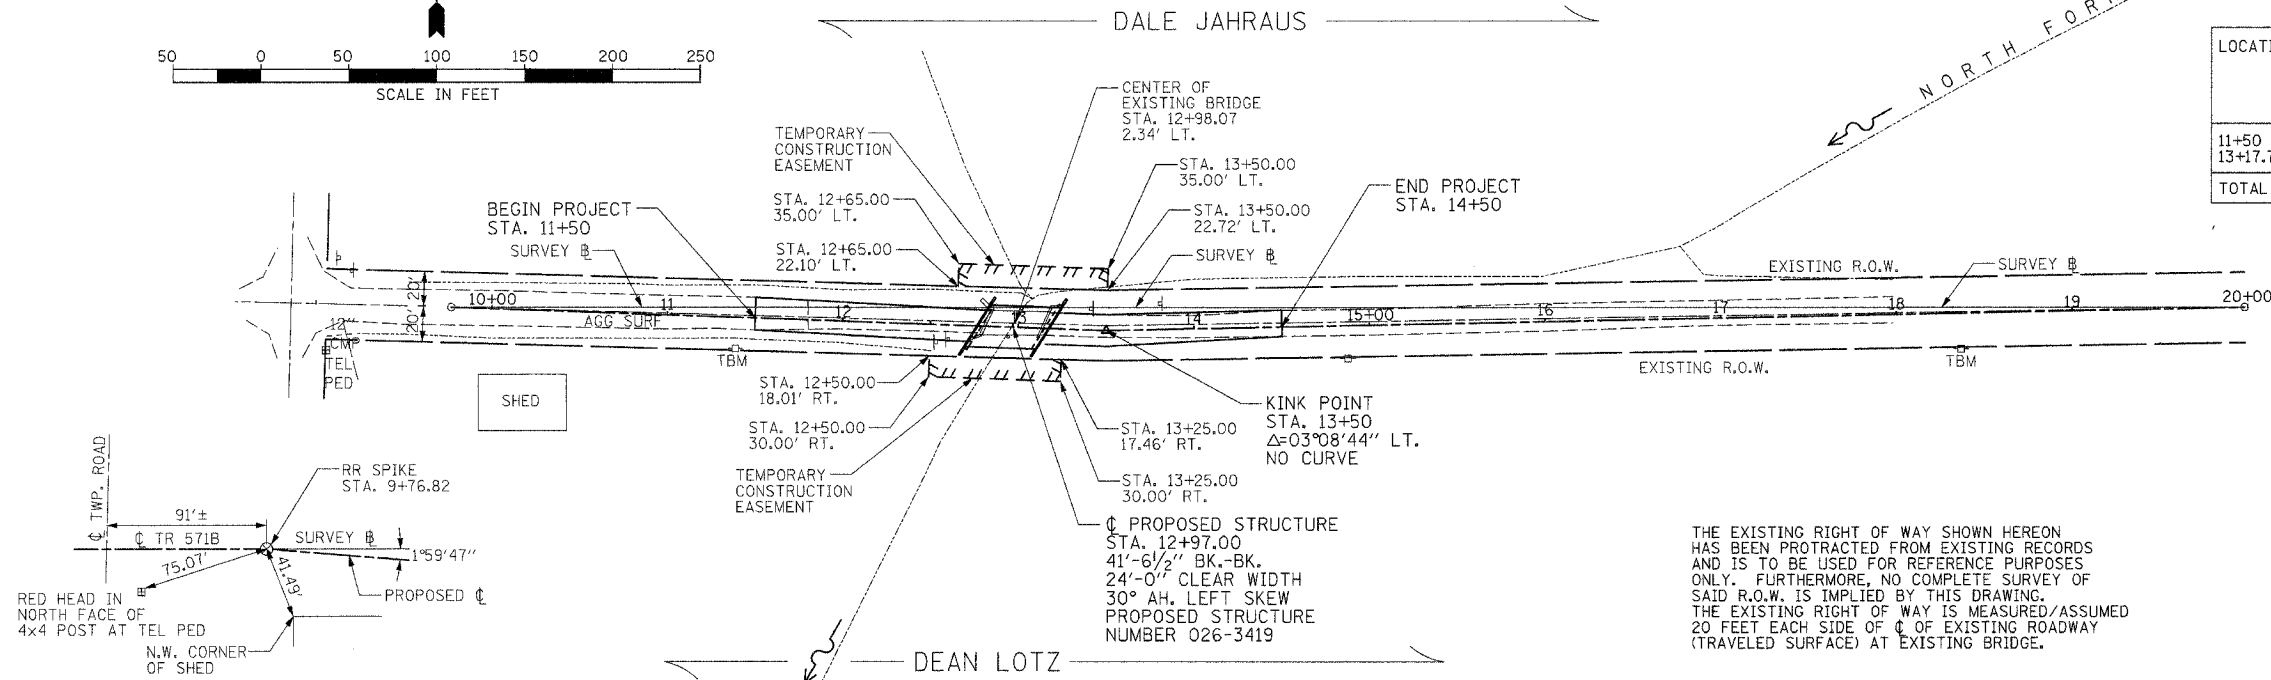 DALE JAHRAUS
50 0 50 100 150 200 250
SCALE IN FEET
NORTH FOR
LOCATI
11+50
13+17.7
TOTAL
CENTER OF
EXISTING BRIDGE
STA. 12+98.07
2.34' LT.
TEMPORARY
CONSTRUCTION
EASEMENT
STA. 13+50.00
35.00' LT.
END PROJECT
STA. 14+50
BEGIN PROJECT
STA. 11+50
STA. 12+65.00
35.00' LT.
STA. 13+50.00
22.72' LT.
SURVEY ℄
STA. 12+65.00
22.10' LT.
SURVEY ℄
EXISTING R.O.W.
SURVEY ℄
20'
20'
10+00 11 12 13 14 15+00 16 17 18 19 20+00
AGG SURF
12"
CMP
TEL
PED
TBM
TBM
EXISTING R.O.W.
SHED
STA. 12+50.00
18.01' RT.
STA. 12+50.00
30.00' RT.
TEMPORARY
CONSTRUCTION
EASEMENT
STA. 13+25.00
17.46' RT.
STA. 13+25.00
30.00' RT.
KINK POINT
STA. 13+50
Δ=03°08'44" LT.
NO CURVE
℄ PROPOSED STRUCTURE
STA. 12+97.00
41'-6½" BK.-BK.
24'-0" CLEAR WIDTH
30° AH. LEFT SKEW
PROPOSED STRUCTURE
NUMBER 026-3419
℄ TWP. ROAD
RR SPIKE
STA. 9+76.82
91'±
℄ TR 571B
SURVEY ℄
1°59'47"
75.07'
41.49'
PROPOSED ℄
RED HEAD IN
NORTH FACE OF
4x4 POST AT TEL PED
N.W. CORNER
OF SHED
DEAN LOTZ
THE EXISTING RIGHT OF WAY SHOWN HEREON
HAS BEEN PROTRACTED FROM EXISTING RECORDS
AND IS TO BE USED FOR REFERENCE PURPOSES
ONLY. FURTHERMORE, NO COMPLETE SURVEY OF
SAID R.O.W. IS IMPLIED BY THIS DRAWING.
THE EXISTING RIGHT OF WAY IS MEASURED/ASSUMED
20 FEET EACH SIDE OF ℄ OF EXISTING ROADWAY
(TRAVELED SURFACE) AT EXISTING BRIDGE.